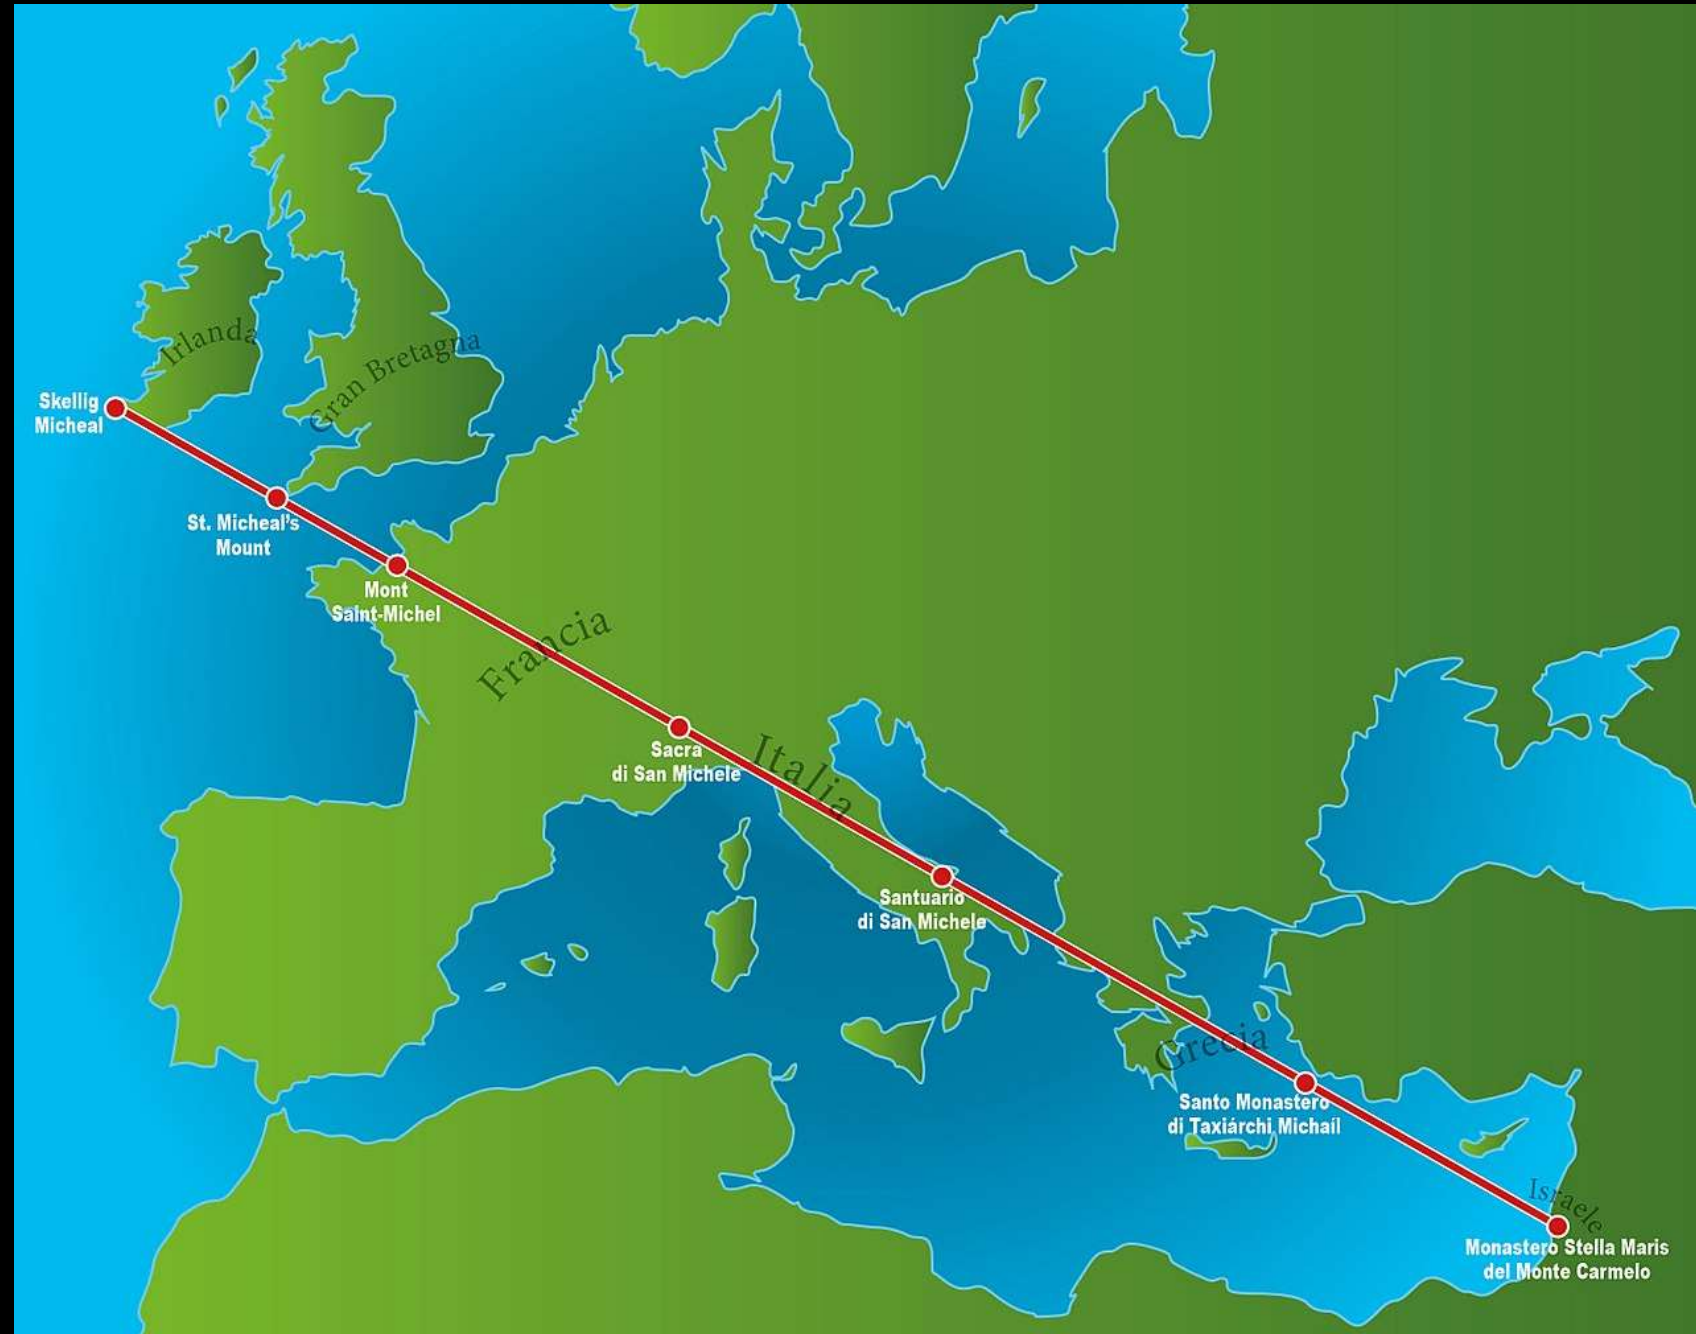 Irlanda
Gran Bretagna
Skellig
Micheal
St. Micheal's
Mount
Mont
Saint-Michel
Francia
Sacra
di San Michele
Italia
Santuario
di San Michele
Grecia
Santo Monastero
di Taxiárchi Michaíl
Israele
Monastero Stella Maris
del Monte Carmelo